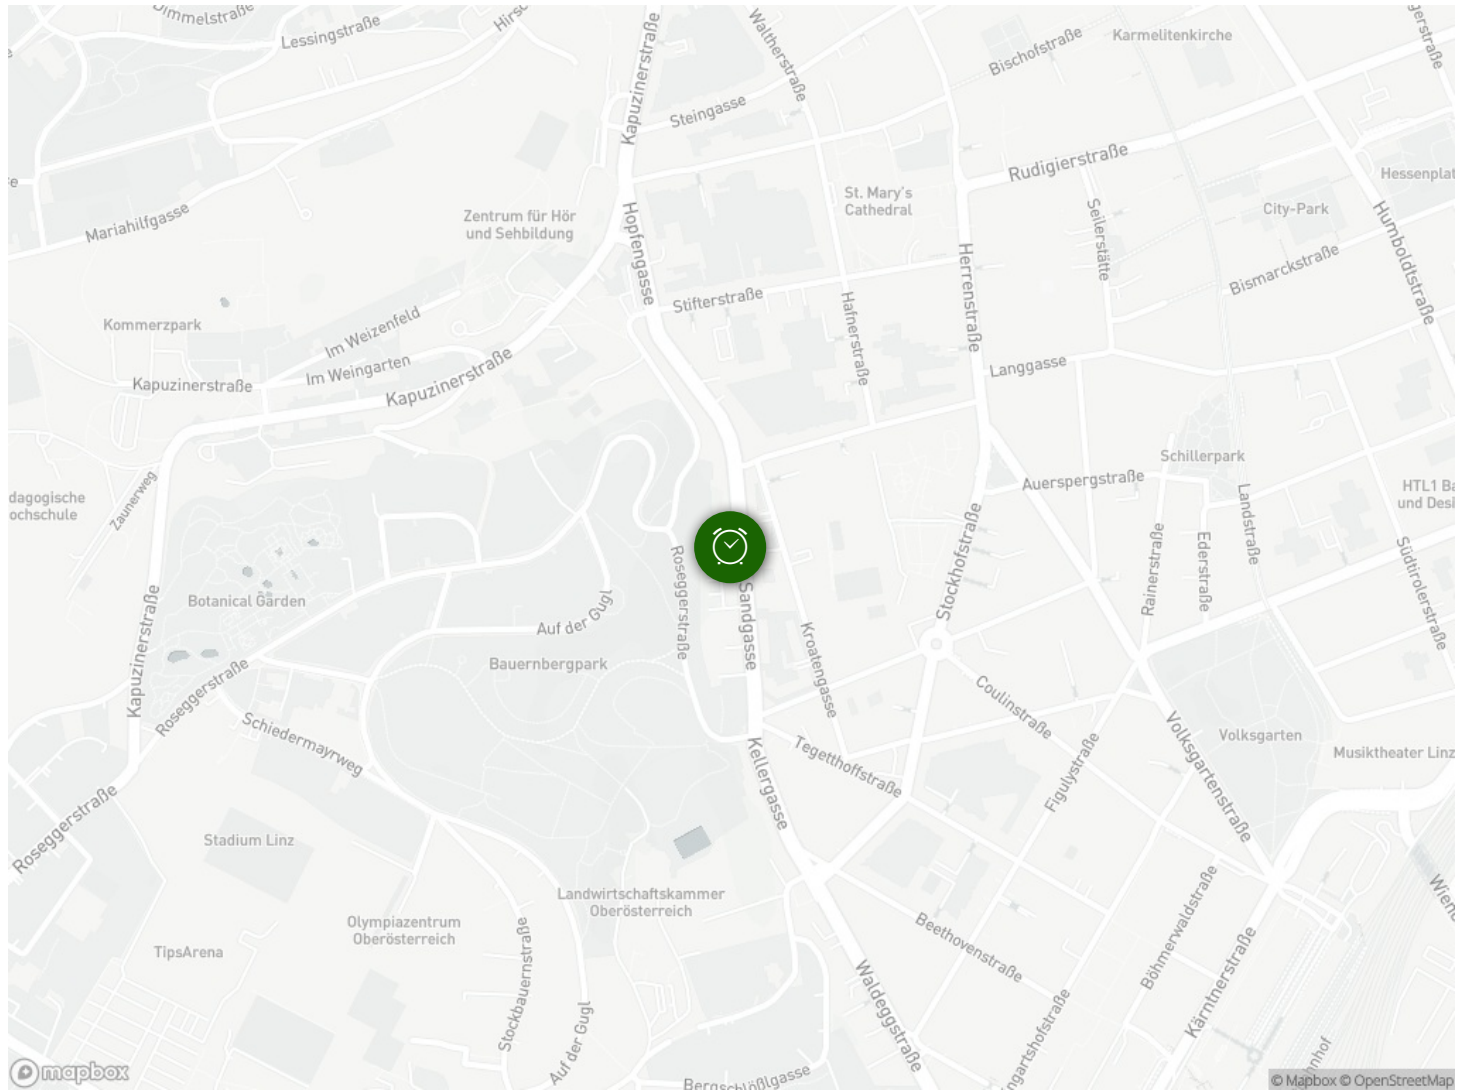 Dimmelstraße
Lessingstraße
Kapuzinerstraße
Waltherstraße
Bischofstraße
Karmelitenkirche
Steingasse
Rudigierstraße
Hessenplat
Mariahilfgasse
Zentrum für Hör
und Sehbildung
Hopfengasse
St. Mary's
Cathedral
Seilerstätte
City-Park
Humboldtstraße
Herrenstraße
Bismarckstraße
Stifterstraße
Hafnerstraße
Kommerzpark
Im Weizenfeld
Im Weingarten
Kapuzinerstraße
Kapuzinerstraße
Langgasse
Schillerpark
Auerspergstraße
Landstraße
HTL1 Ba
und Desi
dagogische
ochschule
Zaunerweg
Rainerstraße
Ederstraße
Südtirolerstraße
Stockhofstraße
Roseggerstraße
Sandgasse
Botanical Garden
Auf der Gugl
Kapuzinerstraße
Bauernbergpark
Kroatengasse
Roseggerstraße
Coulinstraße
Schiedermayrweg
Kellergasse
Tegetthoffstraße
Figulystraße
Volksgartenstraße
Volksgarten
Musiktheater Linz
Roseggerstraße
Stadium Linz
Landwirtschaftskammer
Oberösterreich
Olympiazentrum
Oberösterreich
TipsArena
Stockbauernstraße
Auf der Gugl
Beethovenstraße
Böhmerwaldstraße
Kärntnerstraße
Waldeggstraße
Bergschlößlgasse
mapbox
© Mapbox © OpenStreetMap